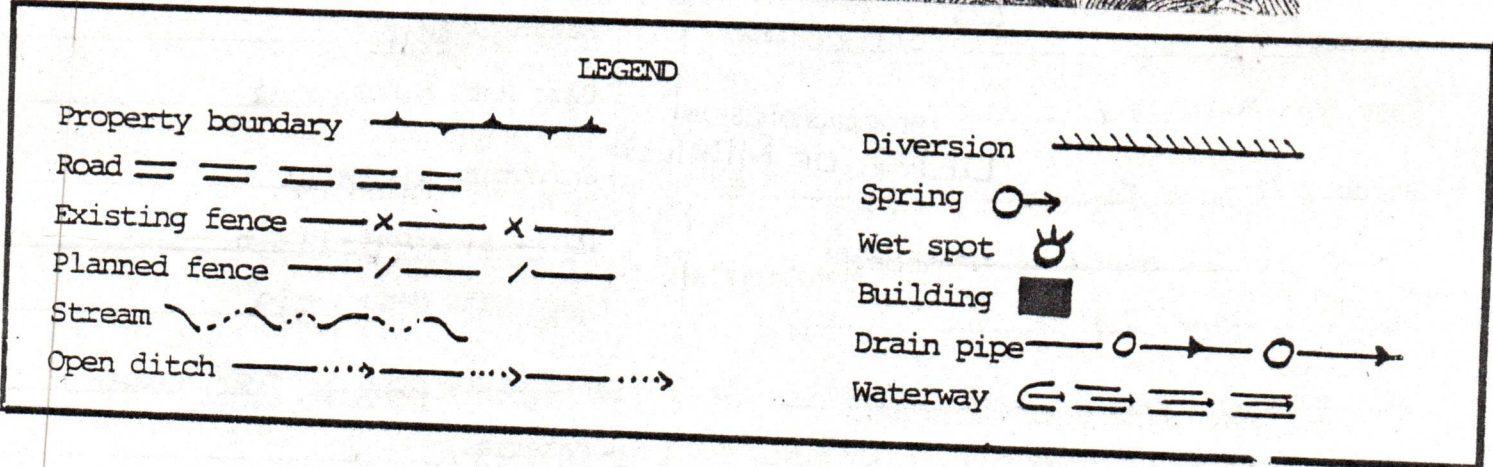 LEGEND
Property boundary
Road
Existing fence
Planned fence
Stream
Open ditch
Diversion
Spring
Wet spot
Building
Drain pipe
Waterway